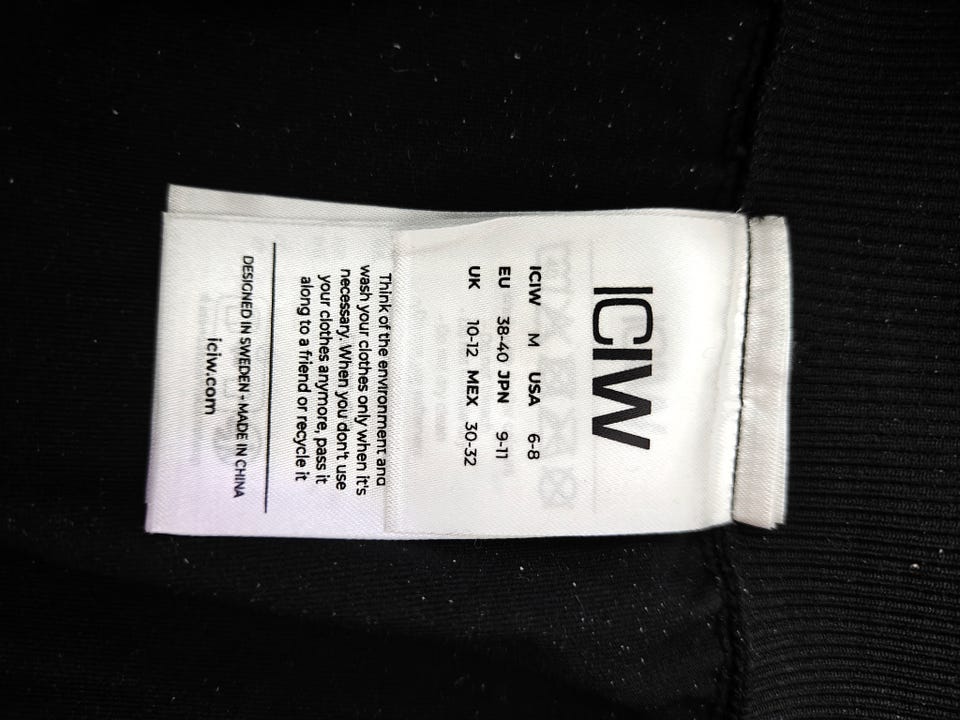 ICIW
ICIW M USA 6-8
EU 38-40 JPN 9-11
UK 10-12 MEX 30-32
Think of the environment and
wash your clothes only when it's
necessary. When you don't use
your clothes anymore, pass it
along to a friend or recycle it
DESIGNED IN SWEDEN - MADE IN CHINA
iciw.com